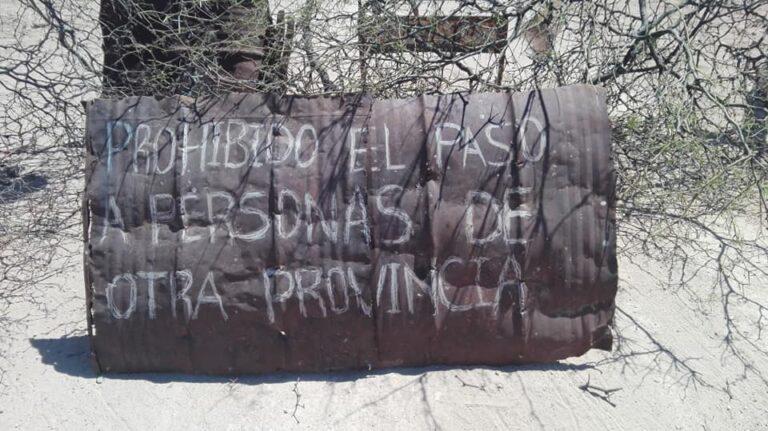 PROHIBIDO EL PASO
A PERSONAS DE
OTRA PROVINCIA